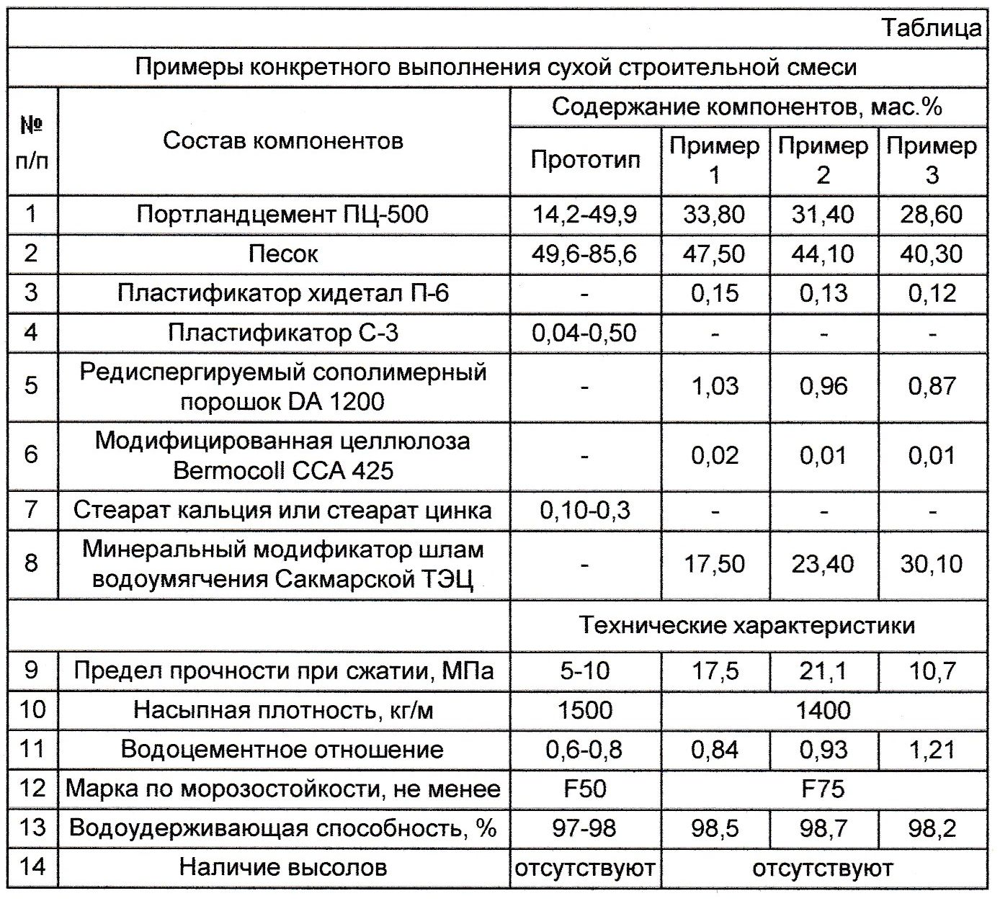 Таблица
Примеры конкретного выполнения сухой строительной смеси
№ п/п
Состав компонентов
Содержание компонентов, мас.%
Прототип
Пример 1
Пример 2
Пример 3
1 Портландцемент ПЦ-500 14,2-49,9 33,80 31,40 28,60
2 Песок 49,6-85,6 47,50 44,10 40,30
3 Пластификатор хидетал П-6 - 0,15 0,13 0,12
4 Пластификатор С-3 0,04-0,50 - - -
5 Редиспергируемый сополимерный
порошок DA 1200 - 1,03 0,96 0,87
6 Модифицированная целлюлоза
Bermocoll CCA 425 - 0,02 0,01 0,01
7 Стеарат кальция или стеарат цинка 0,10-0,3 - - -
8 Минеральный модификатор шлам
водоумягчения Сакмарской ТЭЦ - 17,50 23,40 30,10
Технические характеристики
9 Предел прочности при сжатии, МПа 5-10 17,5 21,1 10,7
10 Насыпная плотность, кг/м 1500 1400
11 Водоцементное отношение 0,6-0,8 0,84 0,93 1,21
12 Марка по морозостойкости, не менее F50 F75
13 Водоудерживающая способность, % 97-98 98,5 98,7 98,2
14 Наличие высолов отсутствуют отсутствуют